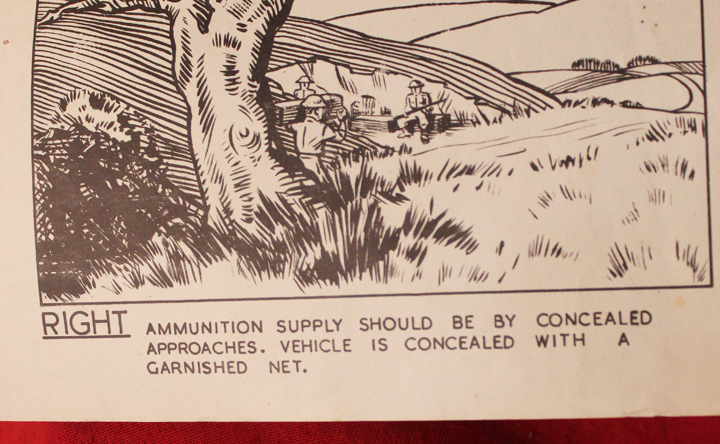 RIGHT AMMUNITION SUPPLY SHOULD BE BY CONCEALED
APPROACHES. VEHICLE IS CONCEALED WITH A
GARNISHED NET.